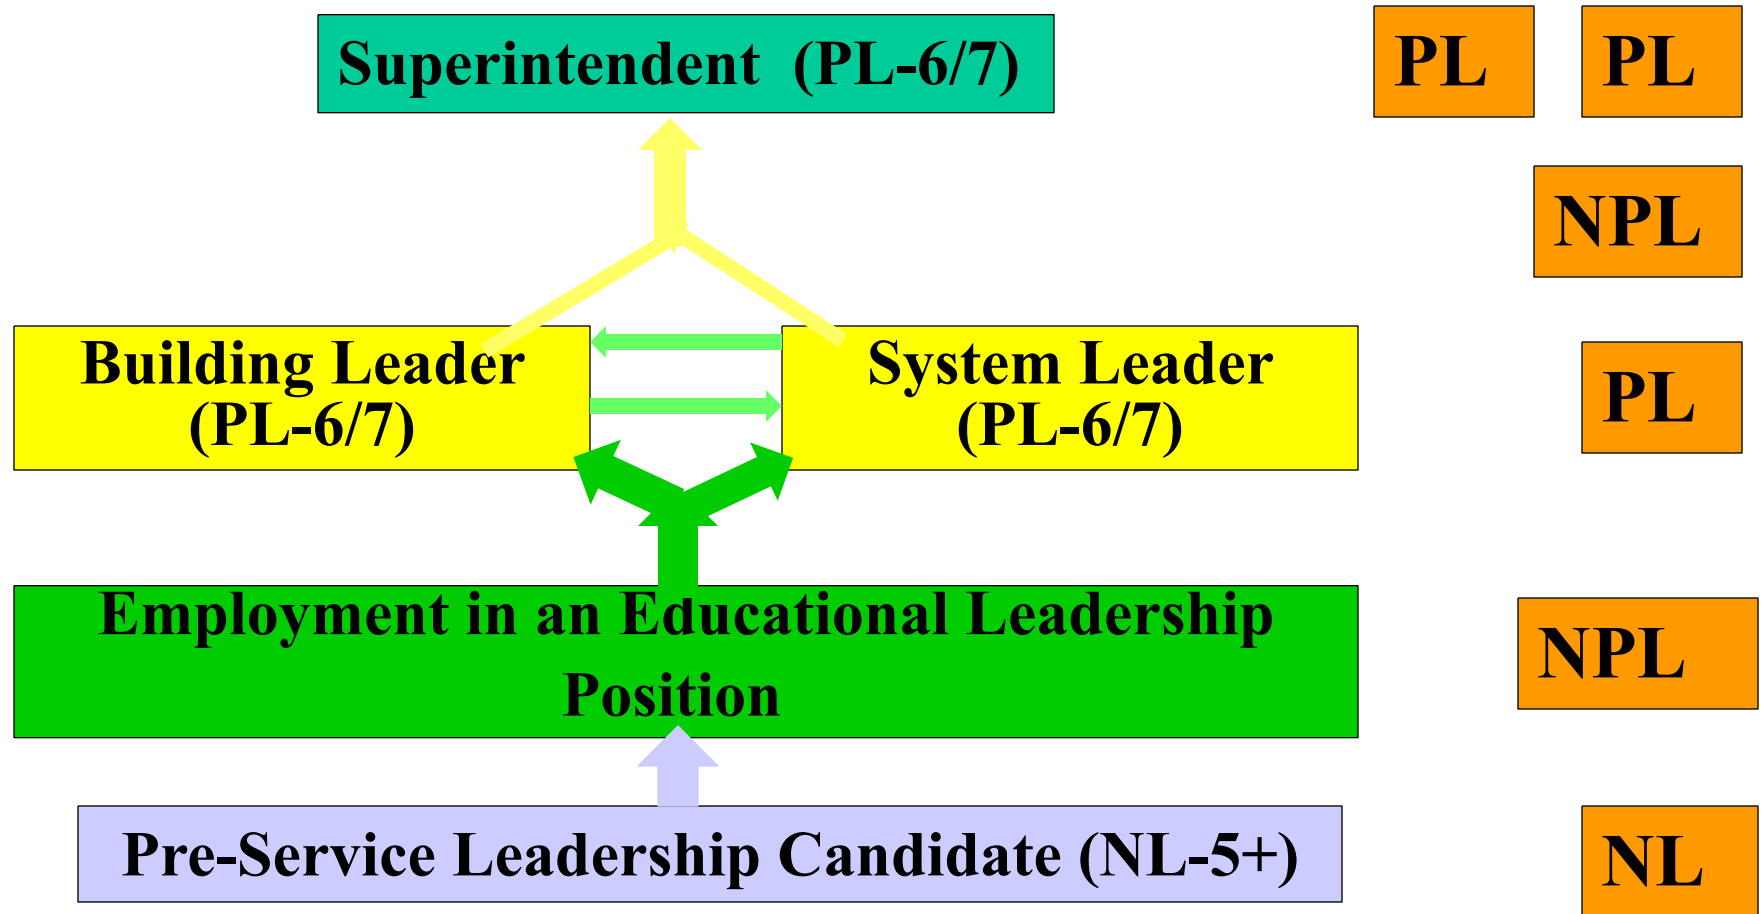 Superintendent (PL-6/7)
PL
PL
NPL
Building Leader
(PL-6/7)
System Leader
(PL-6/7)
PL
Employment in an Educational Leadership
Position
NPL
Pre-Service Leadership Candidate (NL-5+)
NL